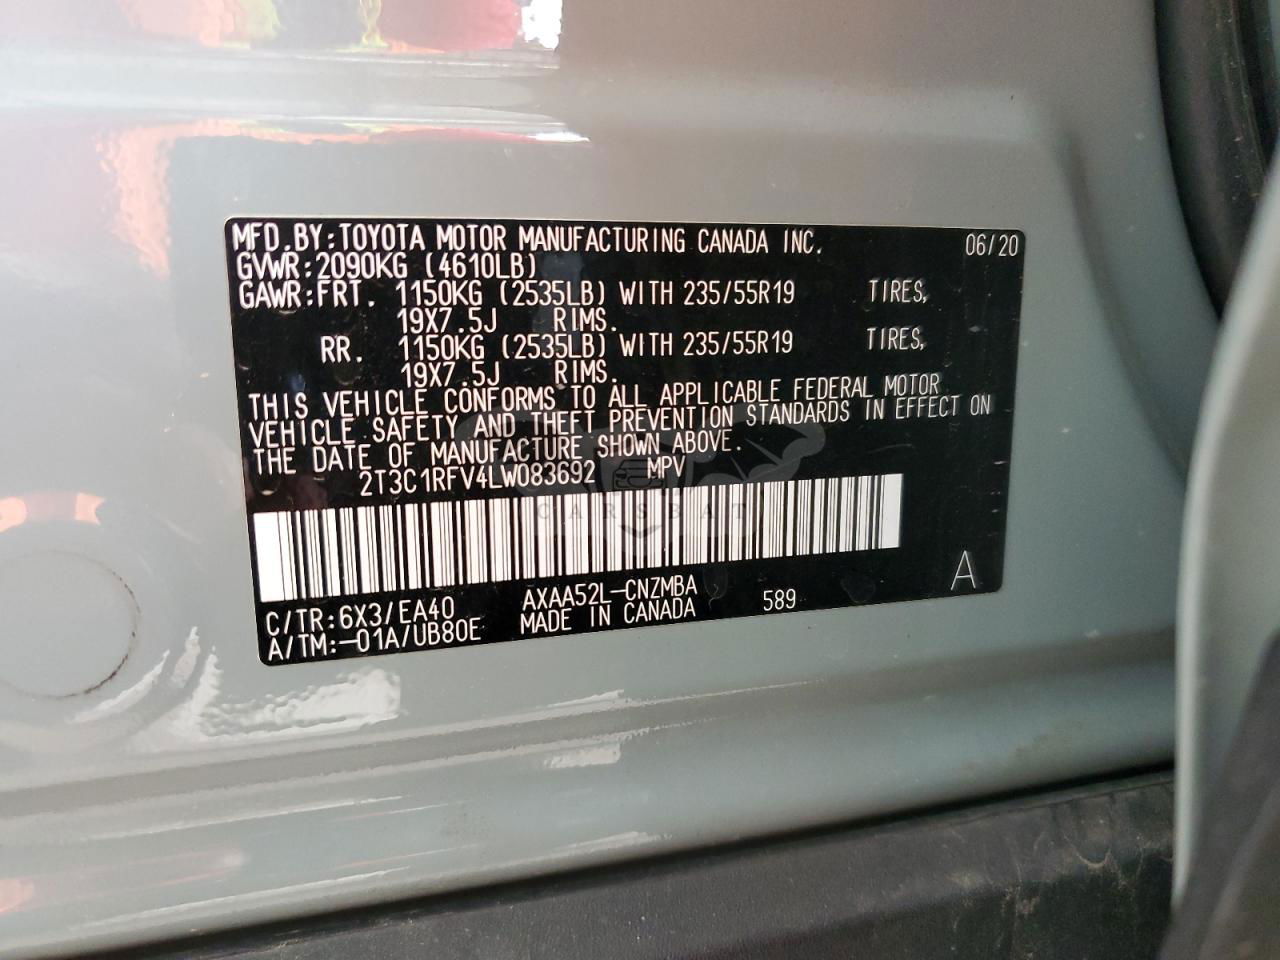 MFD.BY:TOYOTA MOTOR MANUFACTURING CANADA INC. 06/20
GVWR:2090KG (4610LB)
GAWR:FRT. 1150KG (2535LB) WITH 235/55R19 TIRES,
19X7.5J RIMS.
RR. 1150KG (2535LB) WITH 235/55R19 TIRES,
19X7.5J RIMS.
THIS VEHICLE CONFORMS TO ALL APPLICABLE FEDERAL MOTOR
VEHICLE SAFETY AND THEFT PREVENTION STANDARDS IN EFFECT ON
THE DATE OF MANUFACTURE SHOWN ABOVE.
2T3C1RFV4LW083692 MPV
CARSBAT
A
C/TR:6X3/EA40 AXAA52L-CNZMBA 589
A/TM:-01A/UB80E MADE IN CANADA